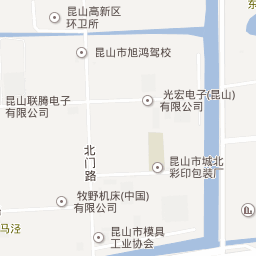 昆山高新区
环卫所
昆山市旭鸿驾校
光宏电子(昆山)
有限公司
昆山联腾电子
有限公司
北门路
昆山市城北
彩印包装厂
牧野机床(中国)
有限公司
马泾
昆山市模具
工业协会